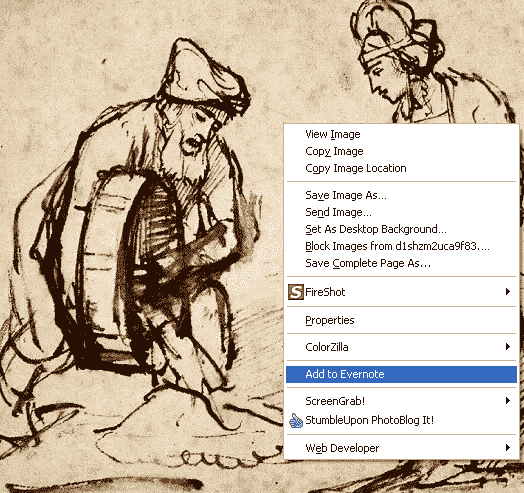 View Image
Copy Image
Copy Image Location
Save Image As...
Send Image...
Set As Desktop Background...
Block Images from d1shzm2uca9f83....
Save Complete Page As...
FireShot
Properties
ColorZilla
Add to Evernote
ScreenGrab!
StumbleUpon PhotoBlog It!
Web Developer